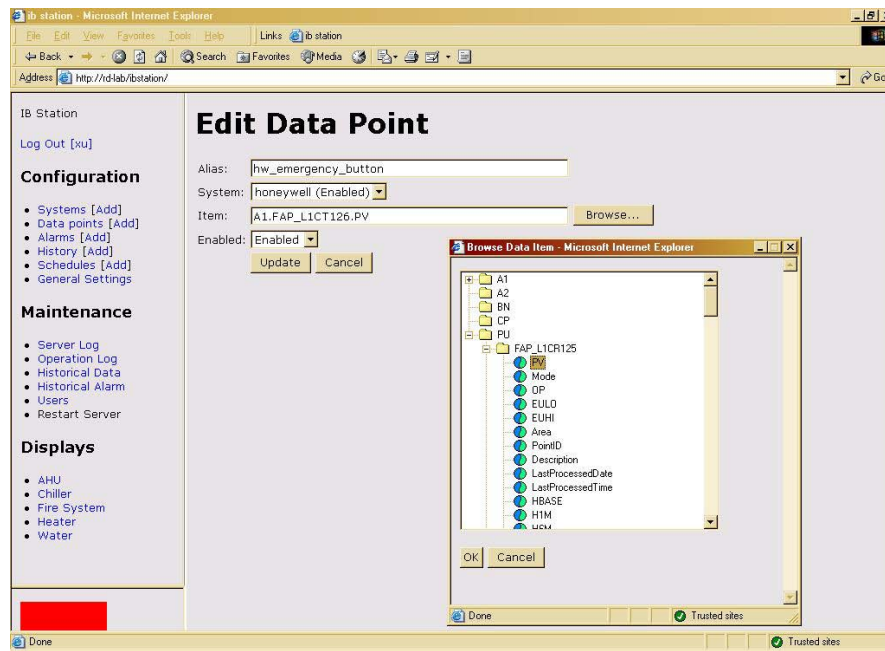 ib station - Microsoft Internet Explorer
File Edit View Favorites Tools Help Links ib station
Back Search Favorites Media
Address http://rd-lab/ibstation/ Go
IB Station
Log Out [xu]
Configuration
Systems [Add]
Data points [Add]
Alarms [Add]
History [Add]
Schedules [Add]
General Settings
Maintenance
Server Log
Operation Log
Historical Data
Historical Alarm
Users
Restart Server
Displays
AHU
Chiller
Fire System
Heater
Water
Edit Data Point
Alias: hw_emergency_button
System: honeywell (Enabled)
Item: A1.FAP_L1CT126.PV Browse...
Enabled: Enabled
Update Cancel
Browse Data Item - Microsoft Internet Explorer
A1
A2
BN
CP
PU
FAP_L1CR125
PV
Mode
OP
EULO
EUHI
Area
PointID
Description
LastProcessedDate
LastProcessedTime
HBASE
H1M
OK Cancel
Done Trusted sites
Done Trusted sites